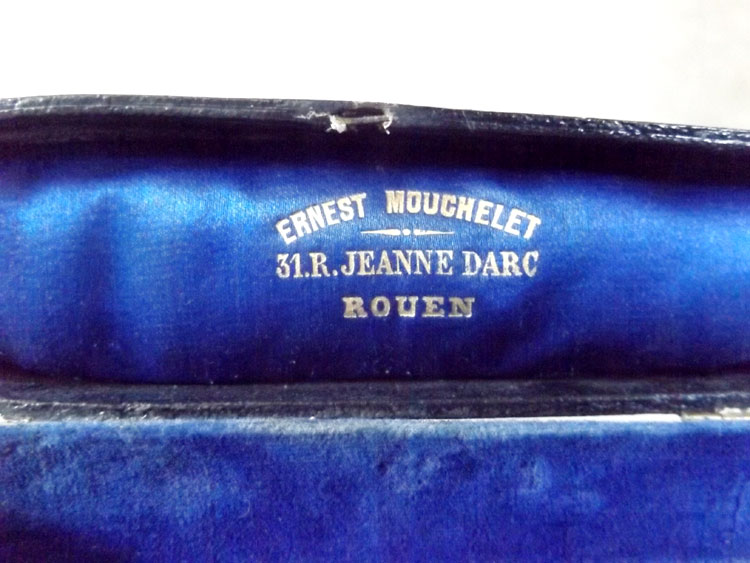 ERNEST MOUCHELET
31.R.JEANNE DARC
ROUEN